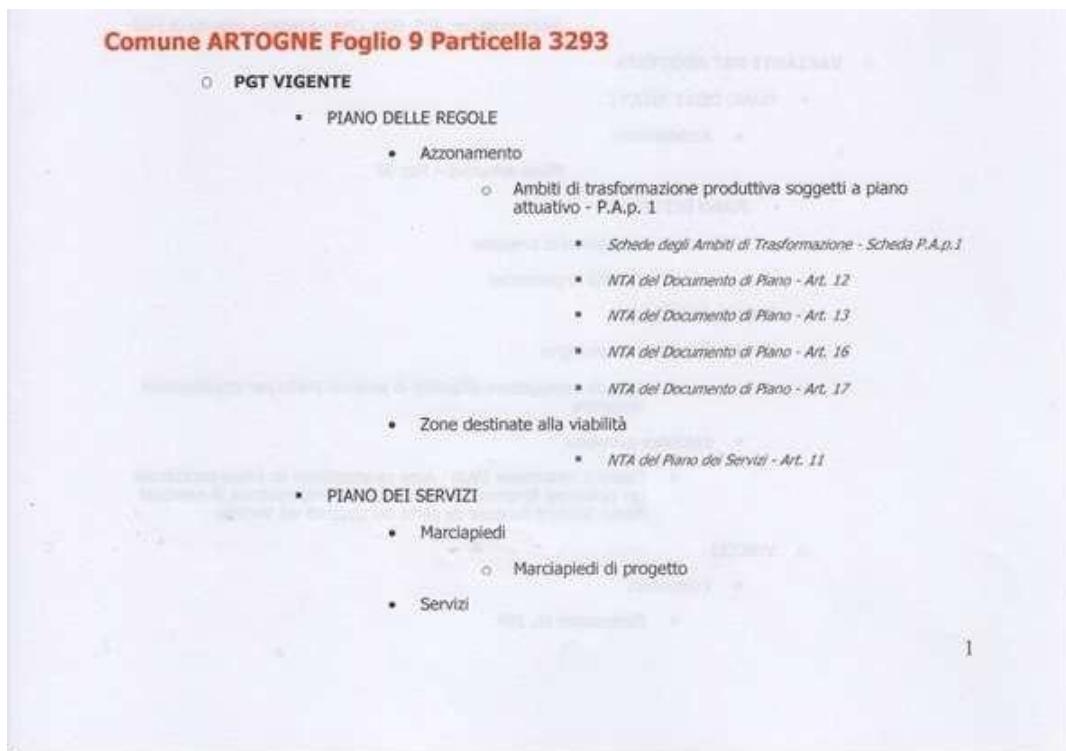 Comune ARTOGNE Foglio 9 Particella 3293
o PGT VIGENTE
▪ PIANO DELLE REGOLE
• Azzonamento
o Ambiti di trasformazione produttiva soggetti a piano
attuativo - P.A.p. 1
▪ Schede degli Ambiti di Trasformazione - Scheda P.A.p.1
▪ NTA del Documento di Piano - Art. 12
▪ NTA del Documento di Piano - Art. 13
▪ NTA del Documento di Piano - Art. 16
▪ NTA del Documento di Piano - Art. 17
• Zone destinate alla viabilità
▪ NTA del Piano dei Servizi - Art. 11
▪ PIANO DEI SERVIZI
• Marciapiedi
o Marciapiedi di progetto
• Servizi
1